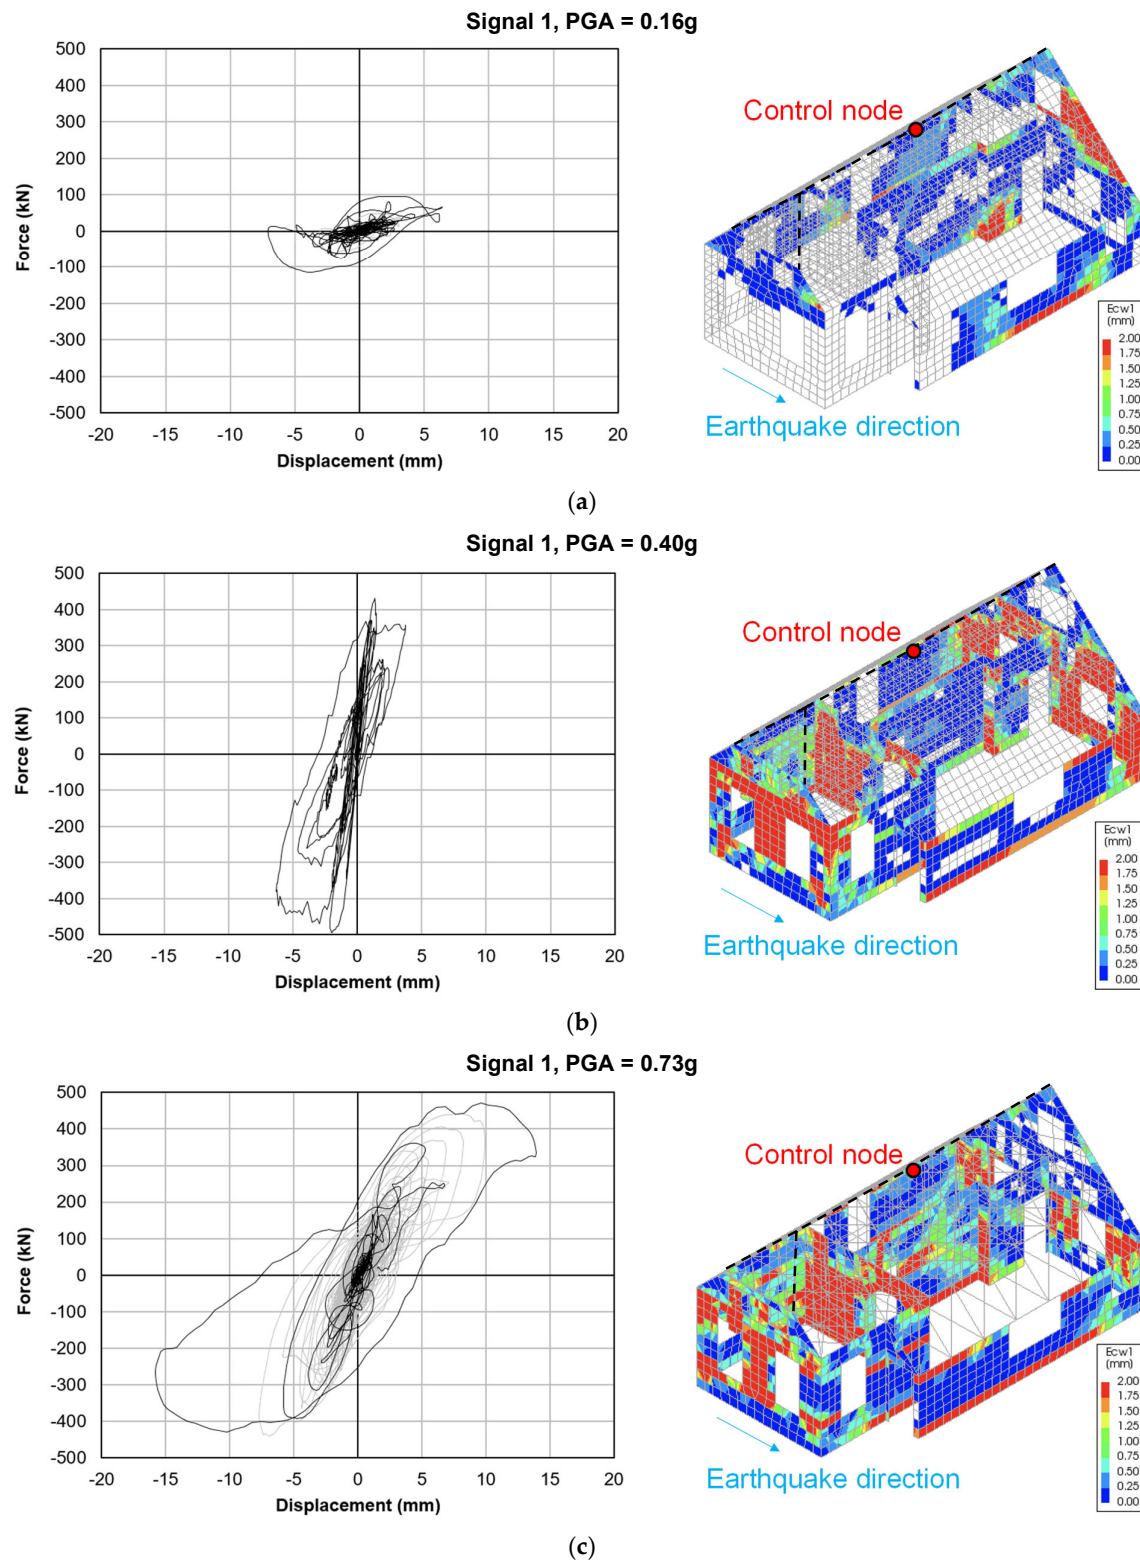 Signal 1, PGA = 0.16g
500
400
300
200
100
0
-100
-200
-300
-400
-500
Force (kN)
-20 -15 -10 -5 0 5 10 15 20
Displacement (mm)
Control node
Earthquake direction
Ecw1
(mm)
2.00
1.75
1.50
1.25
1.00
0.75
0.50
0.25
0.00
(a)
Signal 1, PGA = 0.40g
500
400
300
200
100
0
-100
-200
-300
-400
-500
Force (kN)
-20 -15 -10 -5 0 5 10 15 20
Displacement (mm)
Control node
Earthquake direction
Ecw1
(mm)
2.00
1.75
1.50
1.25
1.00
0.75
0.50
0.25
0.00
(b)
Signal 1, PGA = 0.73g
500
400
300
200
100
0
-100
-200
-300
-400
-500
Force (kN)
-20 -15 -10 -5 0 5 10 15 20
Displacement (mm)
Control node
Earthquake direction
Ecw1
(mm)
2.00
1.75
1.50
1.25
1.00
0.75
0.50
0.25
0.00
(c)